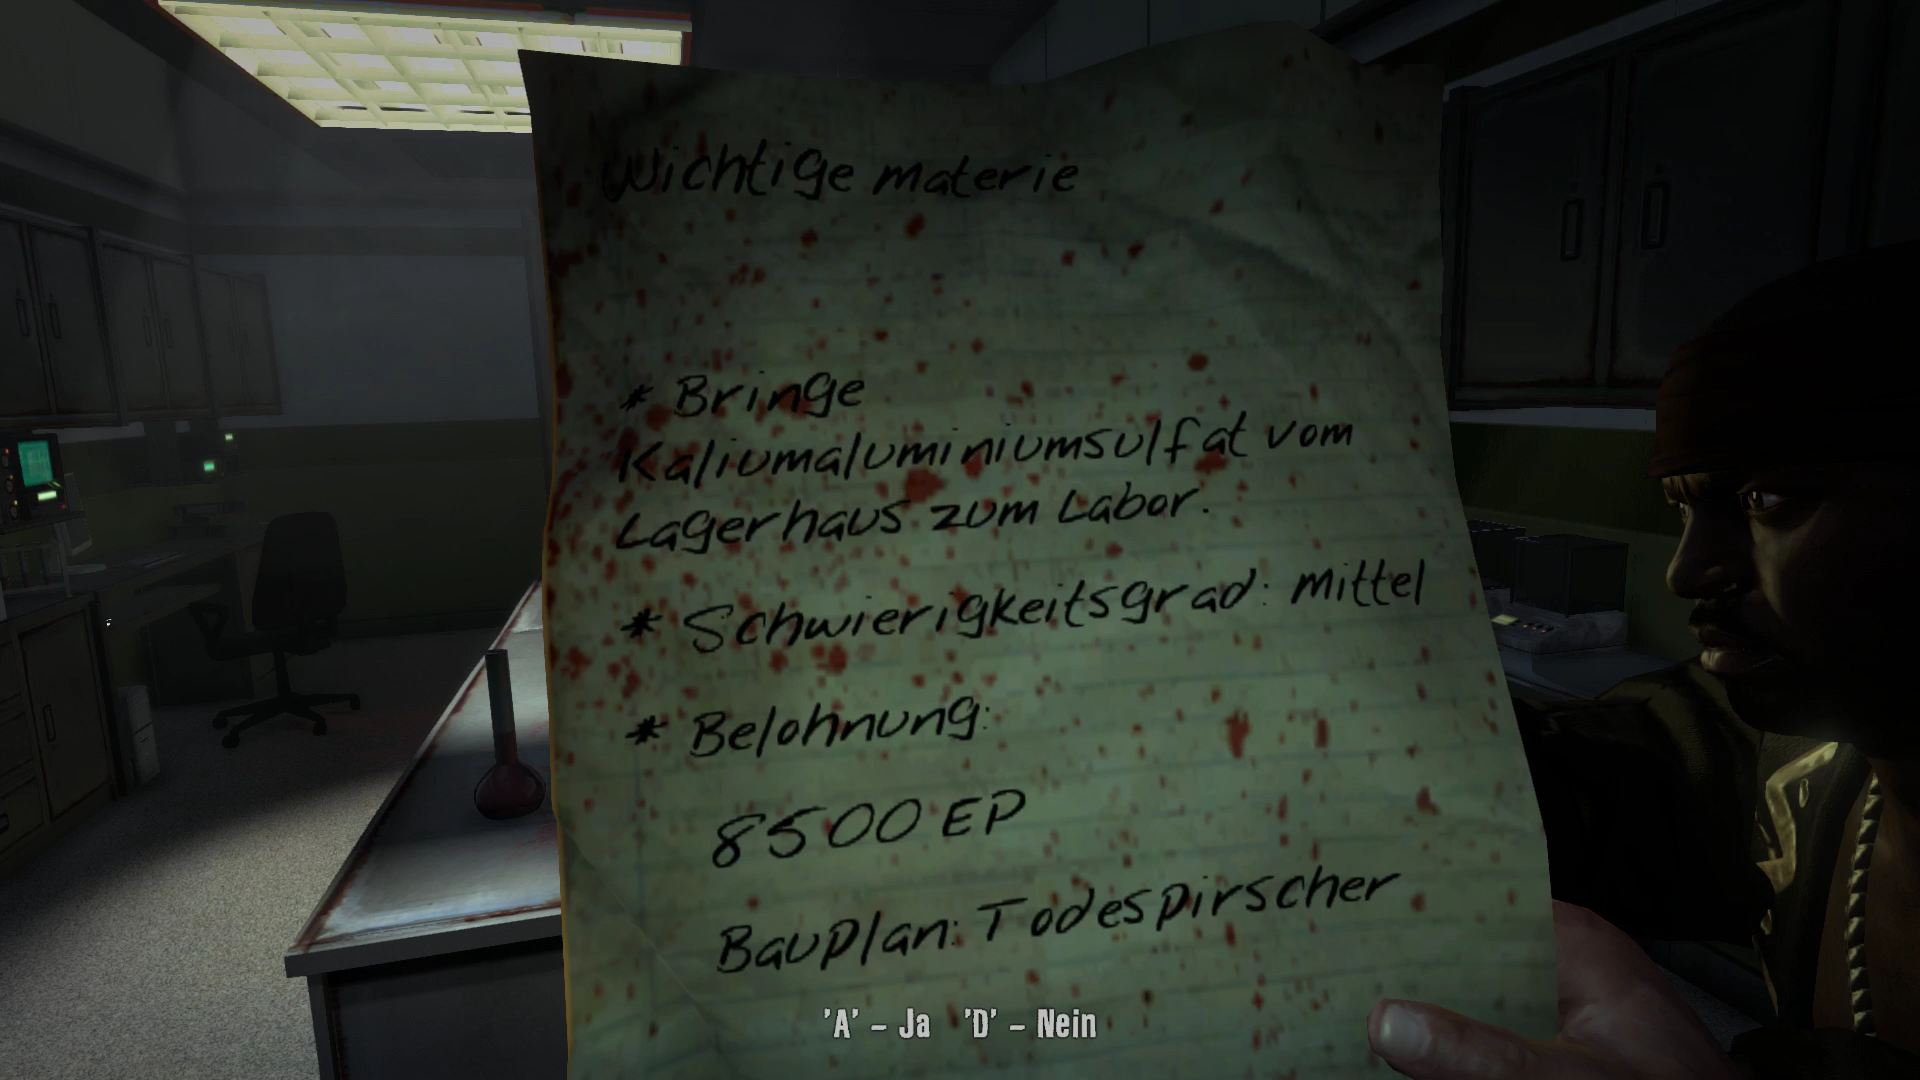 Wichtige materie
* Bringe
Kaliumaluminiumsulfat vom
Lagerhaus zum Labor.
* Schwierigkeitsgrad: mittel
* Belohnung:
8500 EP
Bauplan: Todespirscher
'A' - Ja 'D' - Nein